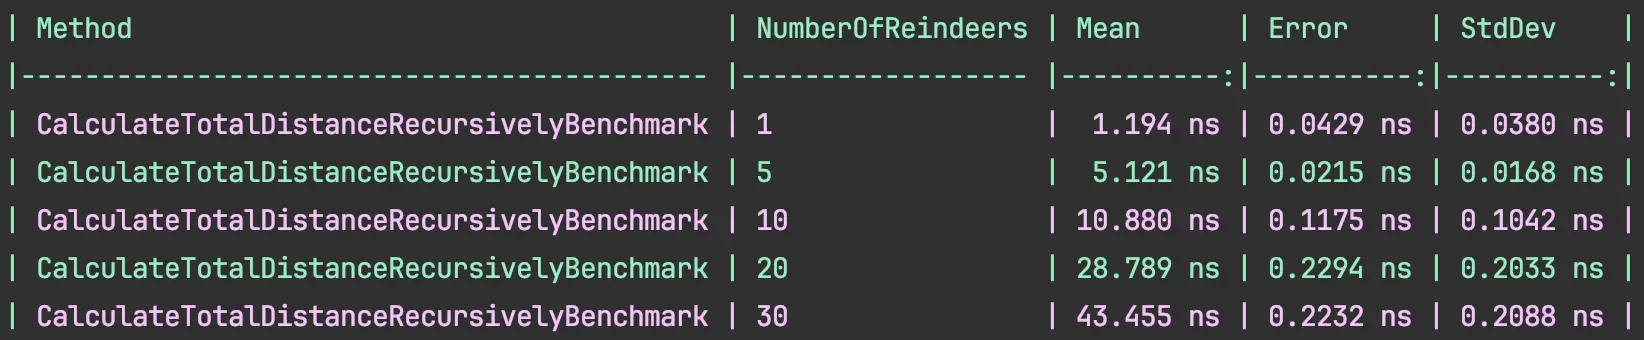 | Method                                    | NumberOfReindeers | Mean      | Error     | StdDev    |
|------------------------------------------ |------------------ |----------:|----------:|----------:|
| CalculateTotalDistanceRecursivelyBenchmark | 1                 |  1.194 ns | 0.0429 ns | 0.0380 ns |
| CalculateTotalDistanceRecursivelyBenchmark | 5                 |  5.121 ns | 0.0215 ns | 0.0168 ns |
| CalculateTotalDistanceRecursivelyBenchmark | 10                | 10.880 ns | 0.1175 ns | 0.1042 ns |
| CalculateTotalDistanceRecursivelyBenchmark | 20                | 28.789 ns | 0.2294 ns | 0.2033 ns |
| CalculateTotalDistanceRecursivelyBenchmark | 30                | 43.455 ns | 0.2232 ns | 0.2088 ns |